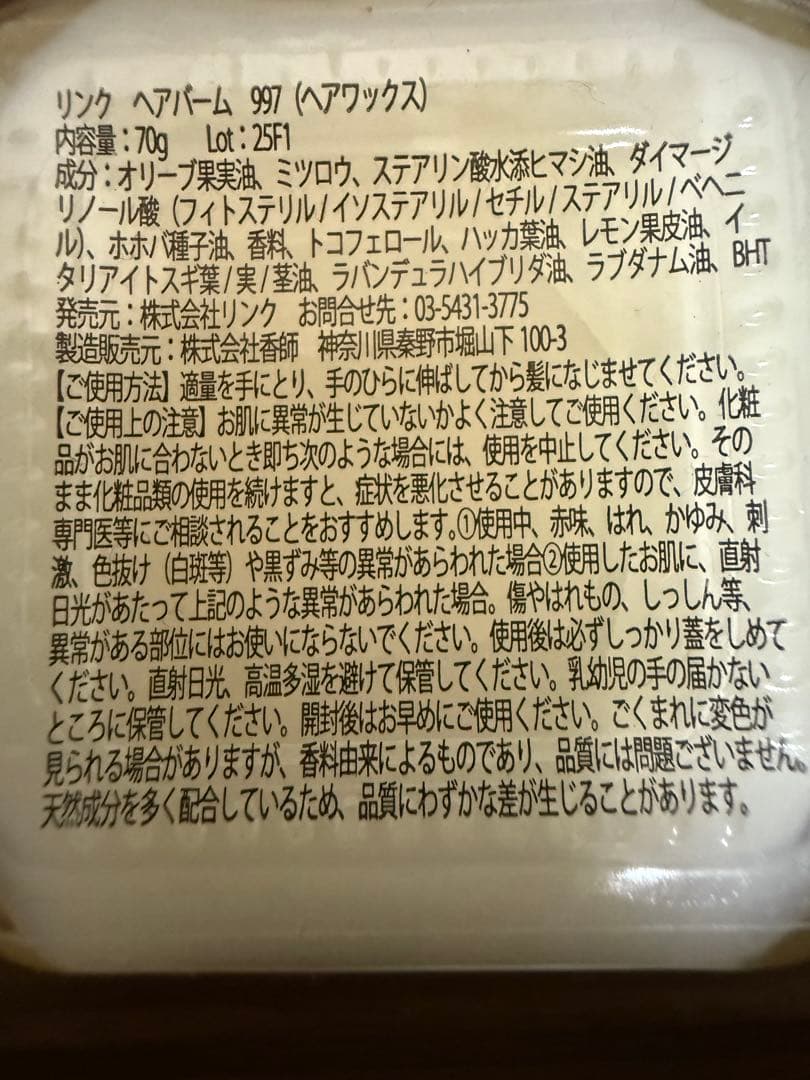 リンク ヘアバーム 997 (ヘアワックス)
内容量：70g Lot：25F1
成分：オリーブ果実油、ミツロウ、ステアリン酸水添ヒマシ油、ダイマージ
リノール酸（フィトステリル/イソステアリル/セチル/ステアリル/ベヘニ
ル）、ホホバ種子油、香料、トコフェロール、ハッカ葉油、レモン果皮油、イ
タリアイトスギ葉/実/茎油、ラバンデュラハイブリダ油、ラブダナム油、BHT
発売元：株式会社リンク お問合せ先：03-5431-3775
製造販売元：株式会社香師 神奈川県秦野市堀山下100-3
【ご使用方法】適量を手にとり、手のひらに伸ばしてから髪になじませてください。
【ご使用上の注意】お肌に異常が生じていないかよく注意してご使用ください。化粧
品がお肌に合わないとき即ち次のような場合には、使用を中止してください。その
まま化粧品類の使用を続けますと、症状を悪化させることがありますので、皮膚科
専門医等にご相談されることをおすすめします。①使用中、赤味、はれ、かゆみ、刺
激、色抜け（白斑等）や黒ずみ等の異常があらわれた場合②使用したお肌に、直射
日光があたって上記のような異常があらわれた場合。傷やはれもの、しっしん等、
異常がある部位にはお使いにならないでください。使用後は必ずしっかり蓋をしめて
ください。直射日光、高温多湿を避けて保管してください。乳幼児の手の届かない
ところに保管してください。開封後はお早めにご使用ください。ごくまれに変色が
見られる場合がありますが、香料由来によるものであり、品質には問題ございません。
天然成分を多く配合しているため、品質にわずかな差が生じることがあります。